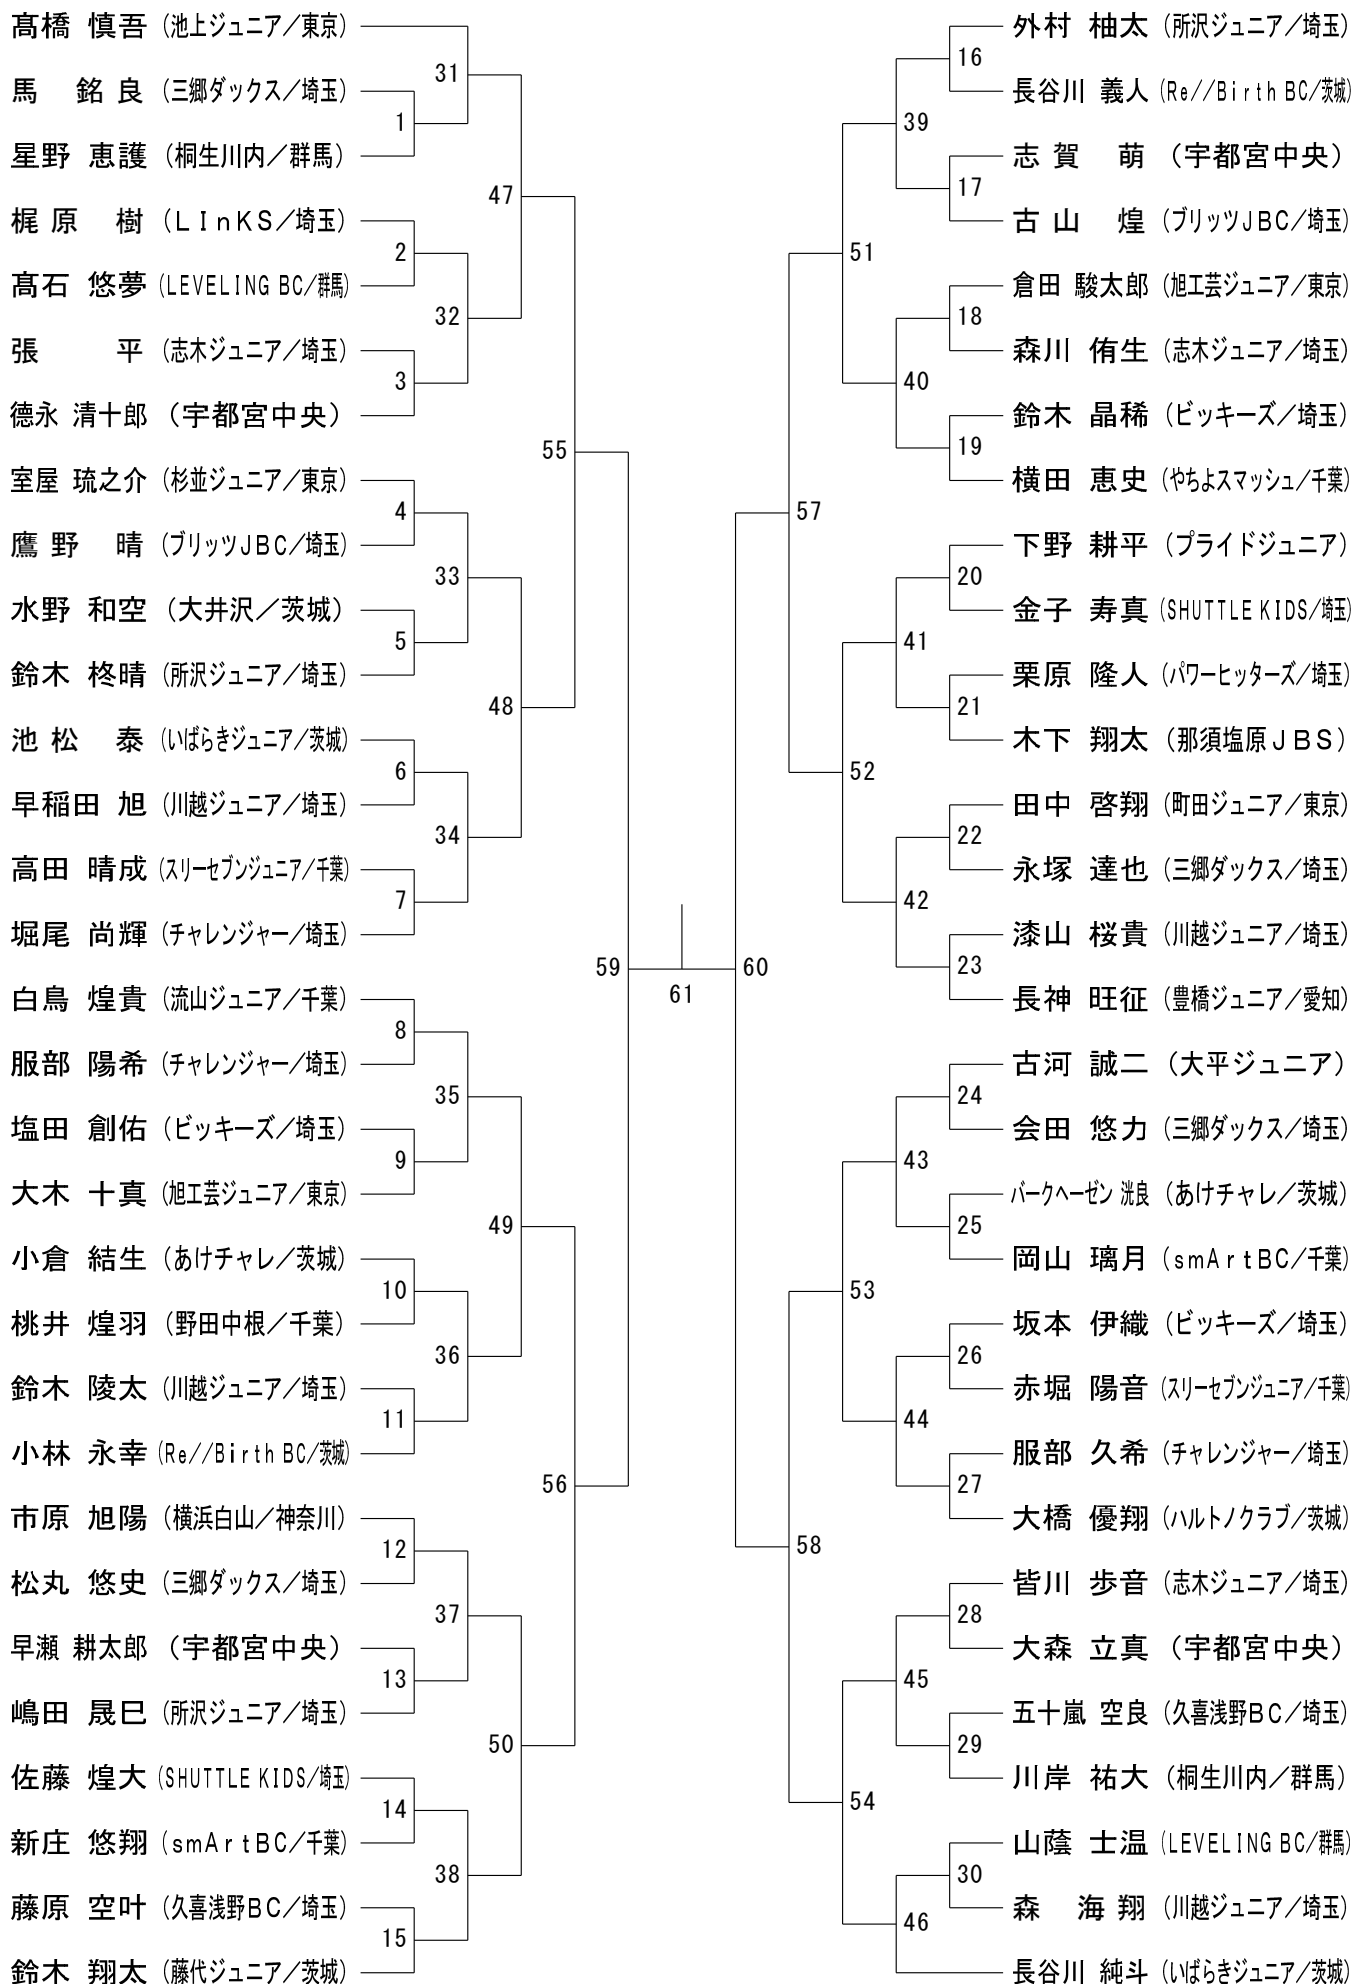 髙橋 慎吾 (池上ジュニア／東京)
馬 銘良 (三郷ダックス／埼玉)
星野 恵護 (桐生川内／群馬)
梶原 樹 (LInKS／埼玉)
髙石 悠夢 (LEVELING BC／群馬)
張 平 (志木ジュニア／埼玉)
德永 清十郎 (宇都宮中央)
室屋 琉之介 (杉並ジュニア／東京)
鷹野 晴 (ブリッツJBC／埼玉)
水野 和空 (大井沢／茨城)
鈴木 柊晴 (所沢ジュニア／埼玉)
池松 泰 (いばらきジュニア／茨城)
早稲田 旭 (川越ジュニア／埼玉)
高田 晴成 (スリーセブンジュニア／千葉)
堀尾 尚輝 (チャレンジャー／埼玉)
白鳥 煌貴 (流山ジュニア／千葉)
服部 陽希 (チャレンジャー／埼玉)
塩田 創佑 (ビッキーズ／埼玉)
大木 十真 (旭工芸ジュニア／東京)
小倉 結生 (あけチャレ／茨城)
桃井 煌羽 (野田中根／千葉)
鈴木 陵太 (川越ジュニア／埼玉)
小林 永幸 (Re//Birth BC／茨城)
市原 旭陽 (横浜白山／神奈川)
松丸 悠史 (三郷ダックス／埼玉)
早瀬 耕太郎 (宇都宮中央)
嶋田 晟巳 (所沢ジュニア／埼玉)
佐藤 煌大 (SHUTTLE KIDS／埼玉)
新庄 悠翔 (smArtBC／千葉)
藤原 空叶 (久喜浅野BC／埼玉)
鈴木 翔太 (藤代ジュニア／茨城)
1
2
3
4
5
6
7
8
9
10
11
12
13
14
15
31
32
33
34
35
36
37
38
47
48
49
50
55
56
59
61
60
57
58
51
52
53
54
39
40
41
42
43
44
45
46
16
17
18
19
20
21
22
23
24
25
26
27
28
29
30
外村 柚太 (所沢ジュニア／埼玉)
長谷川 義人 (Re//Birth BC／茨城)
志賀 萌 (宇都宮中央)
古山 煌 (ブリッツJBC／埼玉)
倉田 駿太郎 (旭工芸ジュニア／東京)
森川 侑生 (志木ジュニア／埼玉)
鈴木 晶稀 (ビッキーズ／埼玉)
横田 恵史 (やちよスマッシュ／千葉)
下野 耕平 (プライドジュニア)
金子 寿真 (SHUTTLE KIDS／埼玉)
栗原 隆人 (パワーヒッターズ／埼玉)
木下 翔太 (那須塩原JBS)
田中 啓翔 (町田ジュニア／東京)
永塚 達也 (三郷ダックス／埼玉)
漆山 桜貴 (川越ジュニア／埼玉)
長神 旺征 (豊橋ジュニア／愛知)
古河 誠二 (大平ジュニア)
会田 悠力 (三郷ダックス／埼玉)
バークヘーゼン 洸良 (あけチャレ／茨城)
岡山 璃月 (smArtBC／千葉)
坂本 伊織 (ビッキーズ／埼玉)
赤堀 陽音 (スリーセブンジュニア／千葉)
服部 久希 (チャレンジャー／埼玉)
大橋 優翔 (ハルトノクラブ／茨城)
皆川 歩音 (志木ジュニア／埼玉)
大森 立真 (宇都宮中央)
五十嵐 空良 (久喜浅野BC／埼玉)
川岸 祐大 (桐生川内／群馬)
山蔭 士温 (LEVELING BC／群馬)
森 海翔 (川越ジュニア／埼玉)
長谷川 純斗 (いばらきジュニア／茨城)